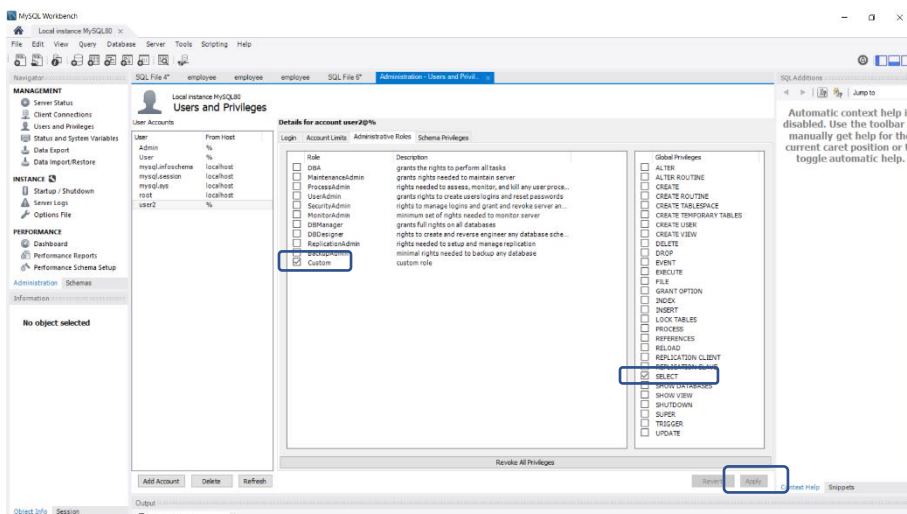 MySQL Workbench
Local instance MySQL80 ×
File Edit View Query Database Server Tools Scripting Help
Navigator
SQL File 4* employee employee employee SQL File 6* Administration - Users and Privil...
SQLAdditions
MANAGEMENT
Server Status
Client Connections
Users and Privileges
Status and System Variables
Data Export
Data Import/Restore
INSTANCE
Startup / Shutdown
Server Logs
Options File
PERFORMANCE
Dashboard
Performance Reports
Performance Schema Setup
Administration Schemas
Information
No object selected
Object Info Session
Local instance MySQL80
Users and Privileges
User Accounts
User From Host
Admin %
User %
mysql.infoschema localhost
mysql.session localhost
mysql.sys localhost
root localhost
user2 %
Add Account Delete Refresh
Details for account user2@%
Login Account Limits Administrative Roles Schema Privileges
Role Description
DBA grants the rights to perform all tasks
MaintenanceAdmin grants rights needed to maintain server
ProcessAdmin rights needed to assess, monitor, and kill any user proce...
UserAdmin grants rights to create users logins and reset passwords
SecurityAdmin rights to manage logins and grant and revoke server an...
MonitorAdmin minimum set of rights needed to monitor server
DBManager grants full rights on all databases
DBDesigner rights to create and reverse engineer any database sche...
ReplicationAdmin rights needed to setup and manage replication
BackupAdmin minimal rights needed to backup any database
Custom custom role
Global Privileges
ALTER
ALTER ROUTINE
CREATE
CREATE ROUTINE
CREATE TABLESPACE
CREATE TEMPORARY TABLES
CREATE USER
CREATE VIEW
DELETE
DROP
EVENT
EXECUTE
FILE
GRANT OPTION
INDEX
INSERT
LOCK TABLES
PROCESS
REFERENCES
RELOAD
REPLICATION CLIENT
REPLICATION SLAVE
SELECT
SHOW DATABASES
SHOW VIEW
SHUTDOWN
SUPER
TRIGGER
UPDATE
Revoke All Privileges
Revert Apply
Output
Jump to
Automatic context help i
disabled. Use the toolbar
manually get help for the
current caret position or t
toggle automatic help.
Context Help Snippets